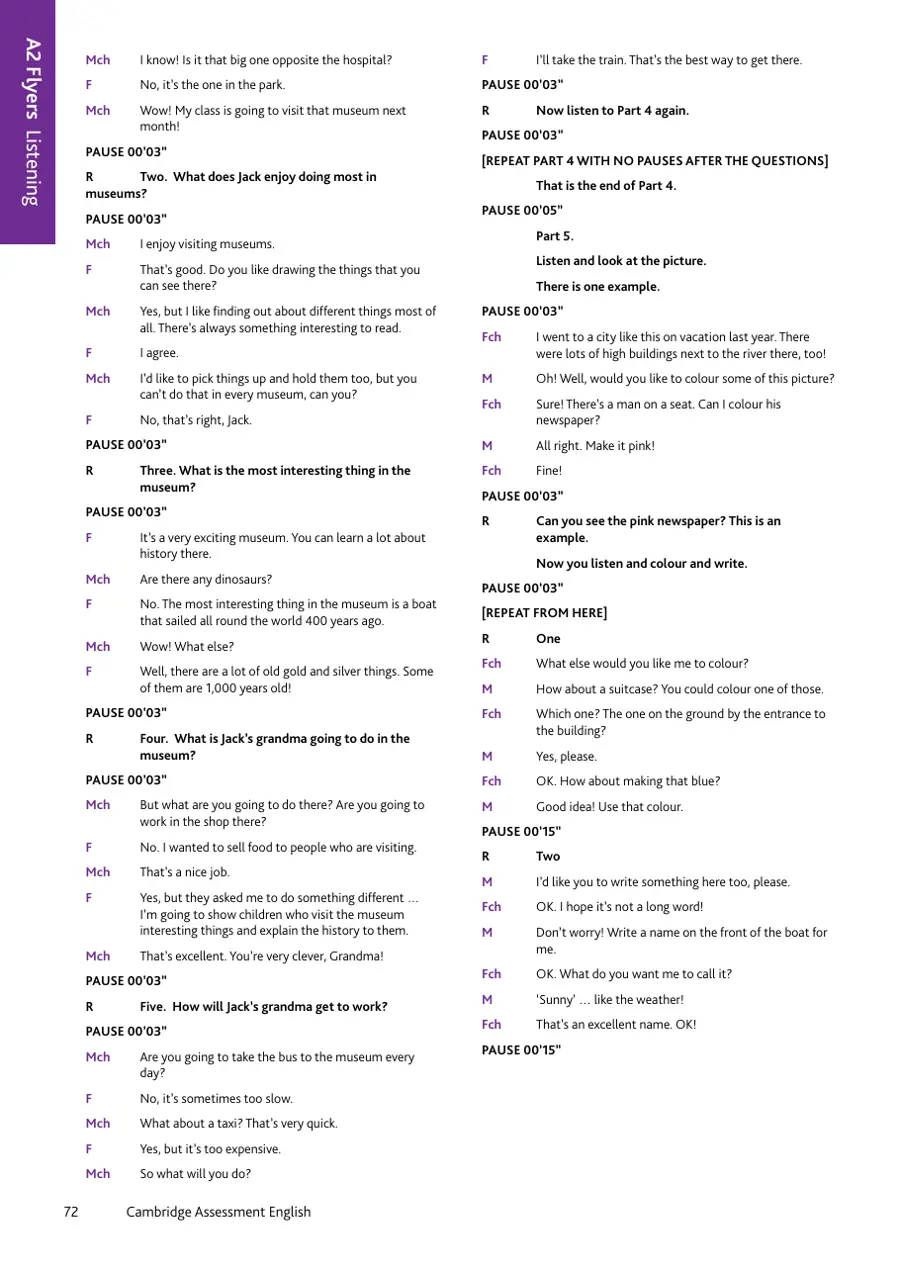 A2 Flyers Listening
Mch I know! Is it that big one opposite the hospital?
F No, it's the one in the park.
Mch Wow! My class is going to visit that museum next
month!
PAUSE 00'03"
R Two. What does Jack enjoy doing most in
museums?
PAUSE 00'03"
Mch I enjoy visiting museums.
F That's good. Do you like drawing the things that you
can see there?
Mch Yes, but I like finding out about different things most of
all. There's always something interesting to read.
F I agree.
Mch I'd like to pick things up and hold them too, but you
can't do that in every museum, can you?
F No, that's right, Jack.
PAUSE 00'03"
R Three. What is the most interesting thing in the
museum?
PAUSE 00'03"
F It's a very exciting museum. You can learn a lot about
history there.
Mch Are there any dinosaurs?
F No. The most interesting thing in the museum is a boat
that sailed all round the world 400 years ago.
Mch Wow! What else?
F Well, there are a lot of old gold and silver things. Some
of them are 1,000 years old!
PAUSE 00'03"
R Four. What is Jack's grandma going to do in the
museum?
PAUSE 00'03"
Mch But what are you going to do there? Are you going to
work in the shop there?
F No. I wanted to sell food to people who are visiting.
Mch That's a nice job.
F Yes, but they asked me to do something different …
I'm going to show children who visit the museum
interesting things and explain the history to them.
Mch That's excellent. You're very clever, Grandma!
PAUSE 00'03"
R Five. How will Jack's grandma get to work?
PAUSE 00'03"
Mch Are you going to take the bus to the museum every
day?
F No, it's sometimes too slow.
Mch What about a taxi? That's very quick.
F Yes, but it's too expensive.
Mch So what will you do?
F I'll take the train. That's the best way to get there.
PAUSE 00'03"
R Now listen to Part 4 again.
PAUSE 00'03"
[REPEAT PART 4 WITH NO PAUSES AFTER THE QUESTIONS]
That is the end of Part 4.
PAUSE 00'05"
Part 5.
Listen and look at the picture.
There is one example.
PAUSE 00'03"
Fch I went to a city like this on vacation last year. There
were lots of high buildings next to the river there, too!
M Oh! Well, would you like to colour some of this picture?
Fch Sure! There's a man on a seat. Can I colour his
newspaper?
M All right. Make it pink!
Fch Fine!
PAUSE 00'03"
R Can you see the pink newspaper? This is an
example.
Now you listen and colour and write.
PAUSE 00'03"
[REPEAT FROM HERE]
R One
Fch What else would you like me to colour?
M How about a suitcase? You could colour one of those.
Fch Which one? The one on the ground by the entrance to
the building?
M Yes, please.
Fch OK. How about making that blue?
M Good idea! Use that colour.
PAUSE 00'15"
R Two
M I'd like you to write something here too, please.
Fch OK. I hope it's not a long word!
M Don't worry! Write a name on the front of the boat for
me.
Fch OK. What do you want me to call it?
M 'Sunny' … like the weather!
Fch That's an excellent name. OK!
PAUSE 00'15"
72 Cambridge Assessment English